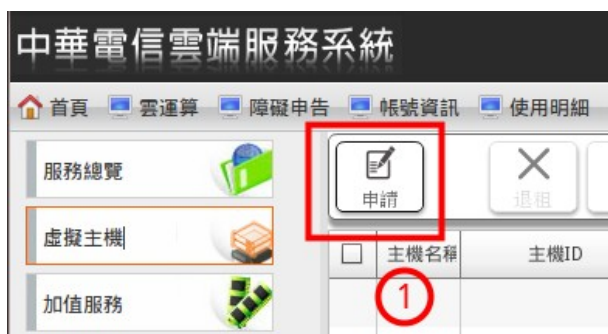 中華電信雲端服務系統
首頁 雲運算 障礙申告 帳號資訊 使用明細
服務總覽
虛擬主機
加值服務
申請
退租
主機名稱 主機ID
1